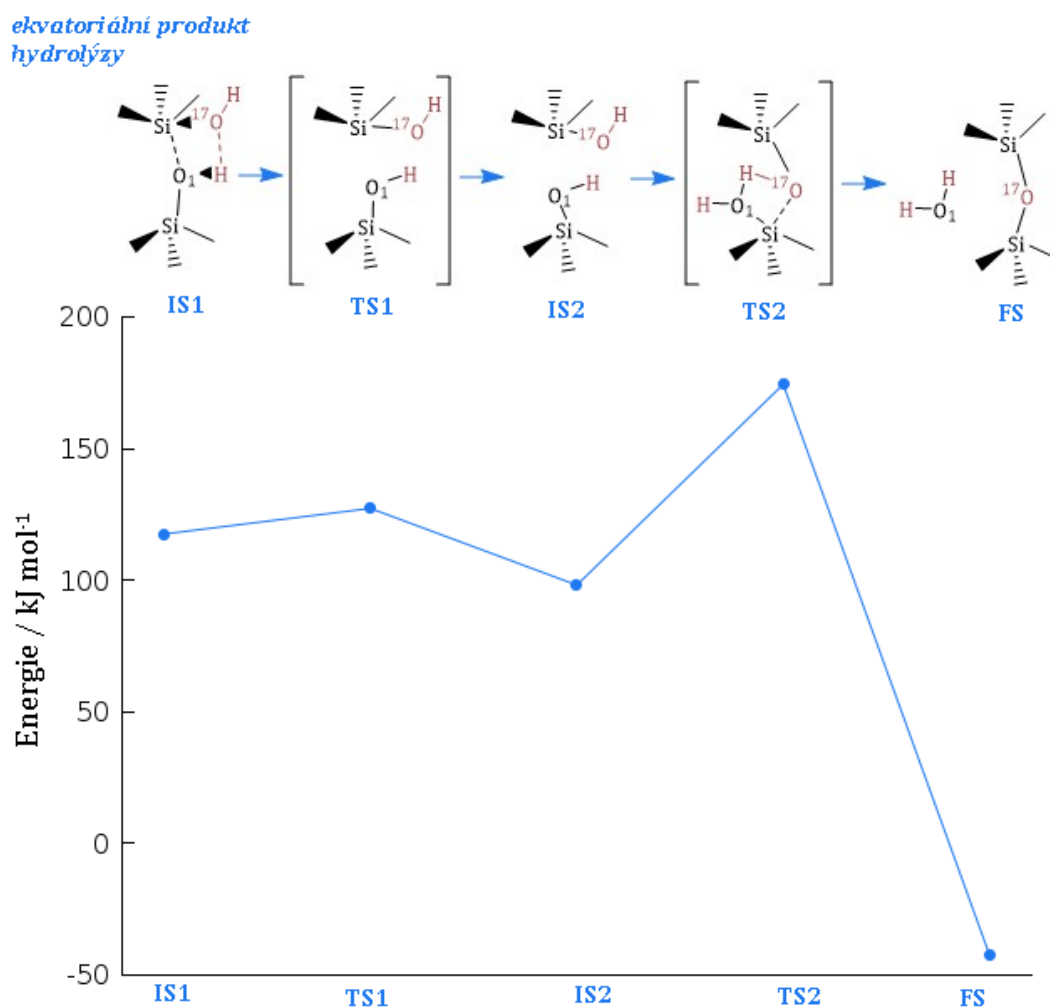 ekvatoriální produkt
hydrolýzy
Si 17O H O1 H Si
Si 17O H O1 H Si
Si 17O H O1 H Si
Si H 17O H O1 Si
H H O1 Si 17O Si
IS1 TS1 IS2 TS2 FS
Energie / kJ mol-1
200
150
100
50
0
-50
IS1 TS1 IS2 TS2 FS